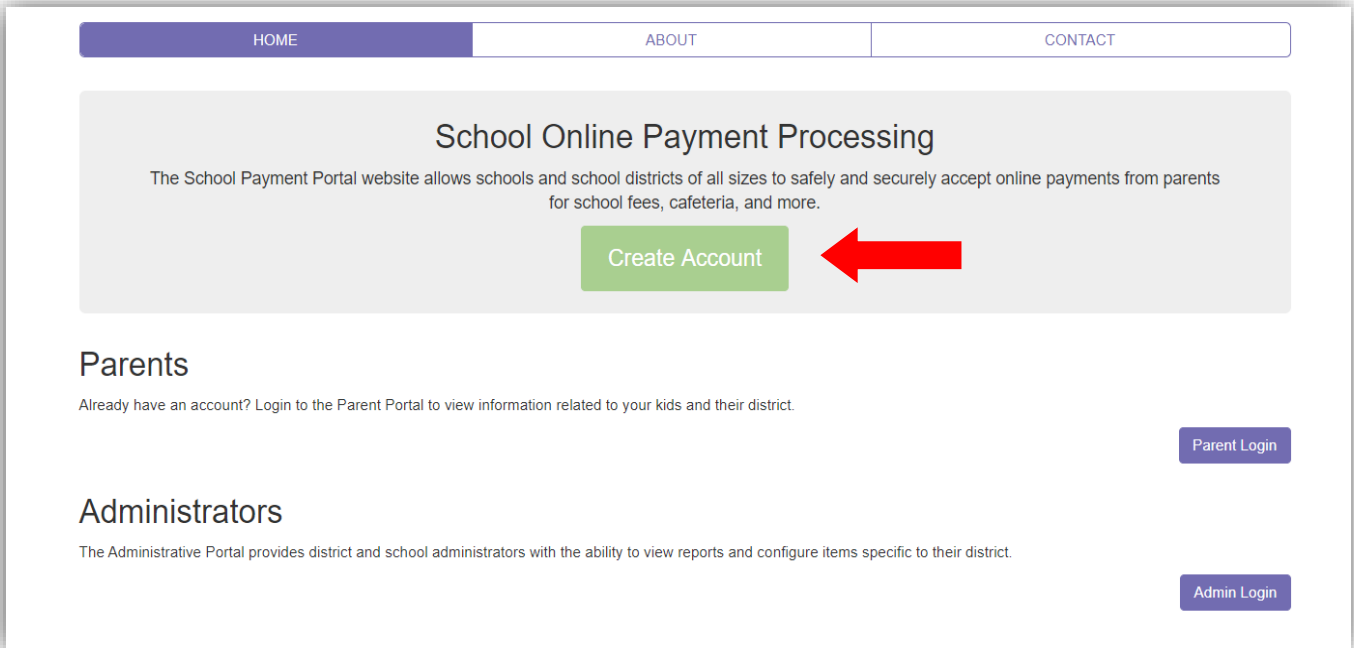 HOME
ABOUT
CONTACT
School Online Payment Processing
The School Payment Portal website allows schools and school districts of all sizes to safely and securely accept online payments from parents
for school fees, cafeteria, and more.
Create Account
Parents
Already have an account? Login to the Parent Portal to view information related to your kids and their district.
Parent Login
Administrators
The Administrative Portal provides district and school administrators with the ability to view reports and configure items specific to their district.
Admin Login